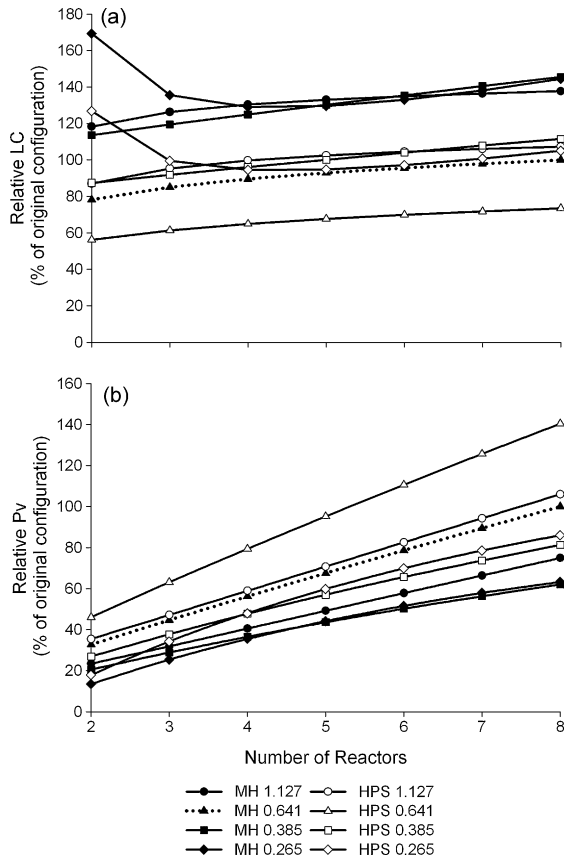 (a)
180
160
140
120
100
80
60
40
20
0
Relative LC
(% of original configuration)
(b)
160
140
120
100
80
60
40
20
0
Relative Pv
(% of original configuration)
2 3 4 5 6 7 8
Number of Reactors
MH 1.127 HPS 1.127
MH 0.641 HPS 0.641
MH 0.385 HPS 0.385
MH 0.265 HPS 0.265